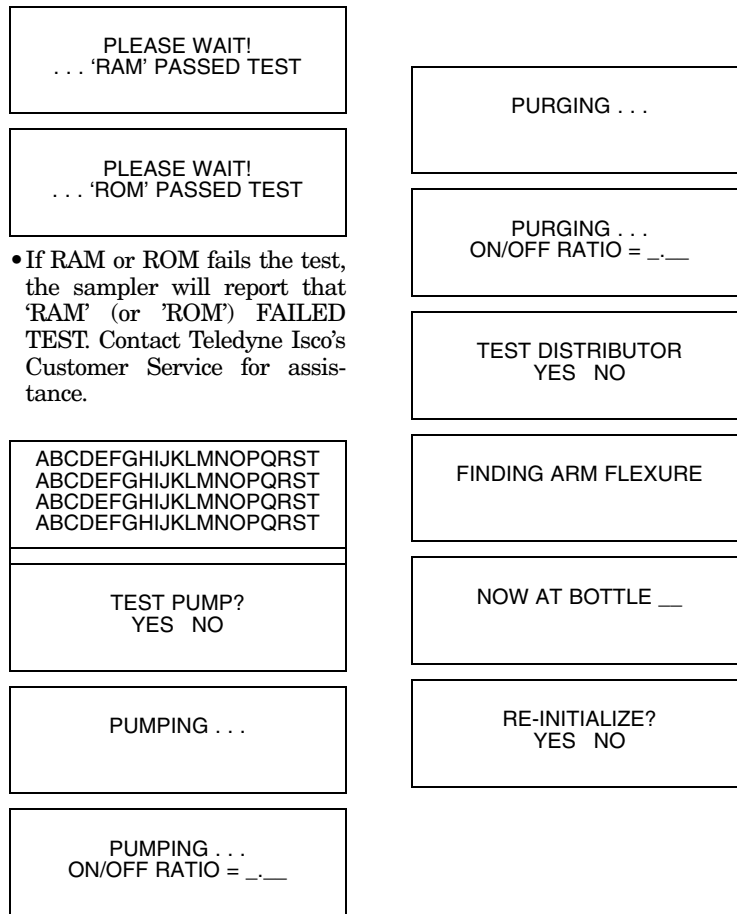 PLEASE WAIT!
. . . ‘RAM’ PASSED TEST
PLEASE WAIT!
. . . ‘ROM’ PASSED TEST
• If RAM or ROM fails the test,
the sampler will report that
‘RAM’ (or ’ROM’) FAILED
TEST. Contact Teledyne Isco’s
Customer Service for assis-
tance.
ABCDEFGHIJKLMNOPQRST
ABCDEFGHIJKLMNOPQRST
ABCDEFGHIJKLMNOPQRST
ABCDEFGHIJKLMNOPQRST
TEST PUMP?
YES NO
PUMPING . . .
PUMPING . . .
ON/OFF RATIO = _.__
PURGING . . .
PURGING . . .
ON/OFF RATIO = _.__
TEST DISTRIBUTOR
YES NO
FINDING ARM FLEXURE
NOW AT BOTTLE __
RE-INITIALIZE?
YES NO